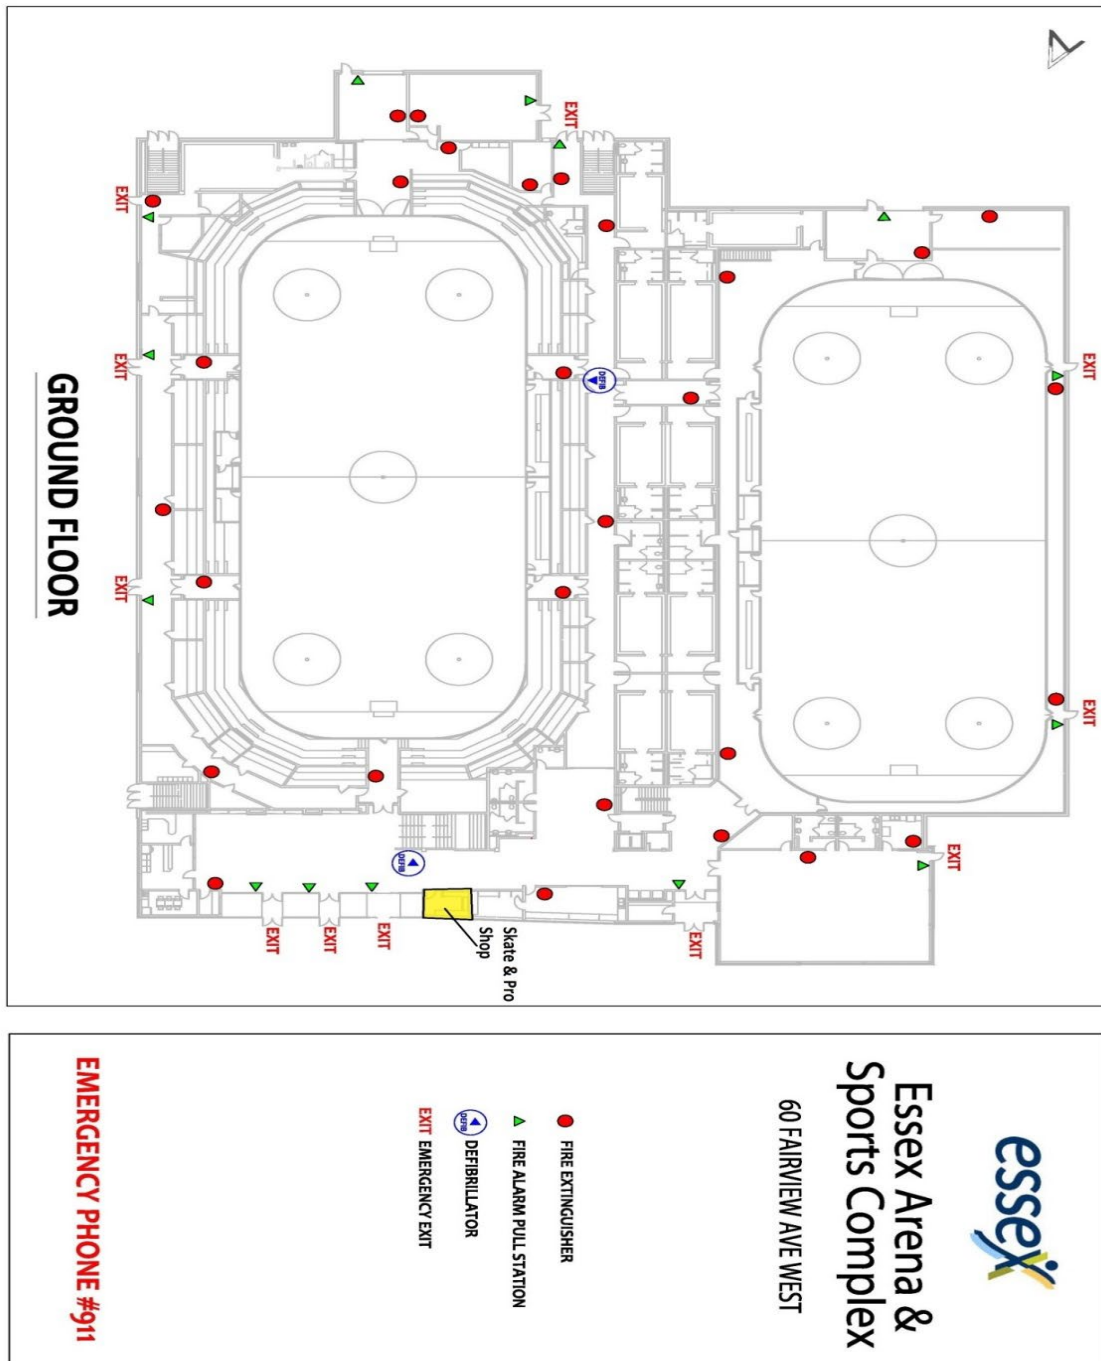 N
EXIT
EXIT
EXIT
EXIT
DEFIB
EXIT
Skate & Pro
Shop
DEFIB
EXIT
EXIT
EXIT
EXIT
EXIT
EXIT
GROUND FLOOR
essex
Essex Arena &
Sports Complex
60 FAIRVIEW AVE WEST
FIRE EXTINGUISHER
FIRE ALARM PULL STATION
DEFIB DEFIBRILLATOR
EXIT EMERGENCY EXIT
EMERGENCY PHONE #911